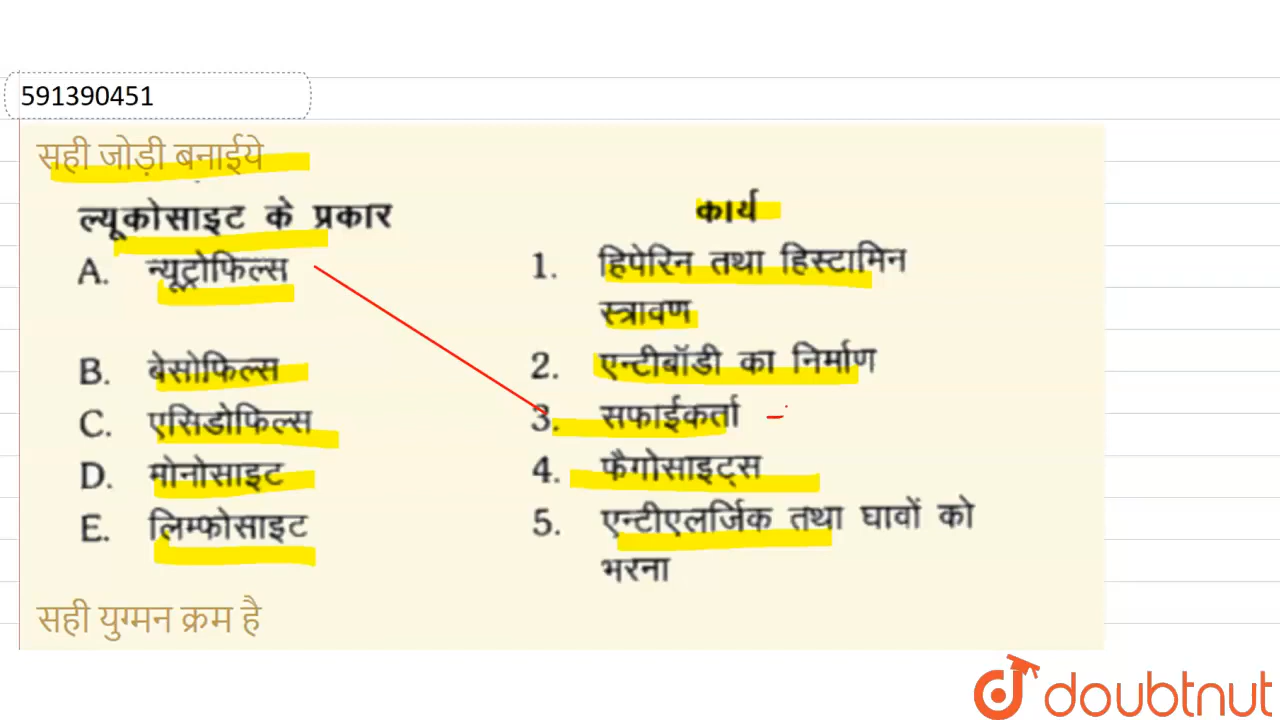 591390451
सही जोड़ी बनाईये
ल्यूकोसाइट के प्रकार कार्य
A. न्यूट्रोफिल्स 1. हिपेरिन तथा हिस्टामिन
स्त्रावण
B. बेसोफिल्स 2. एन्टीबॉडी का निर्माण
C. एसिडोफिल्स 3. सफाईकर्ता
D. मोनोसाइट 4. फैगोसाइट्स
E. लिम्फोसाइट 5. एन्टीएलर्जिक तथा घावों को
भरना
सही युग्मन क्रम है
doubtnut